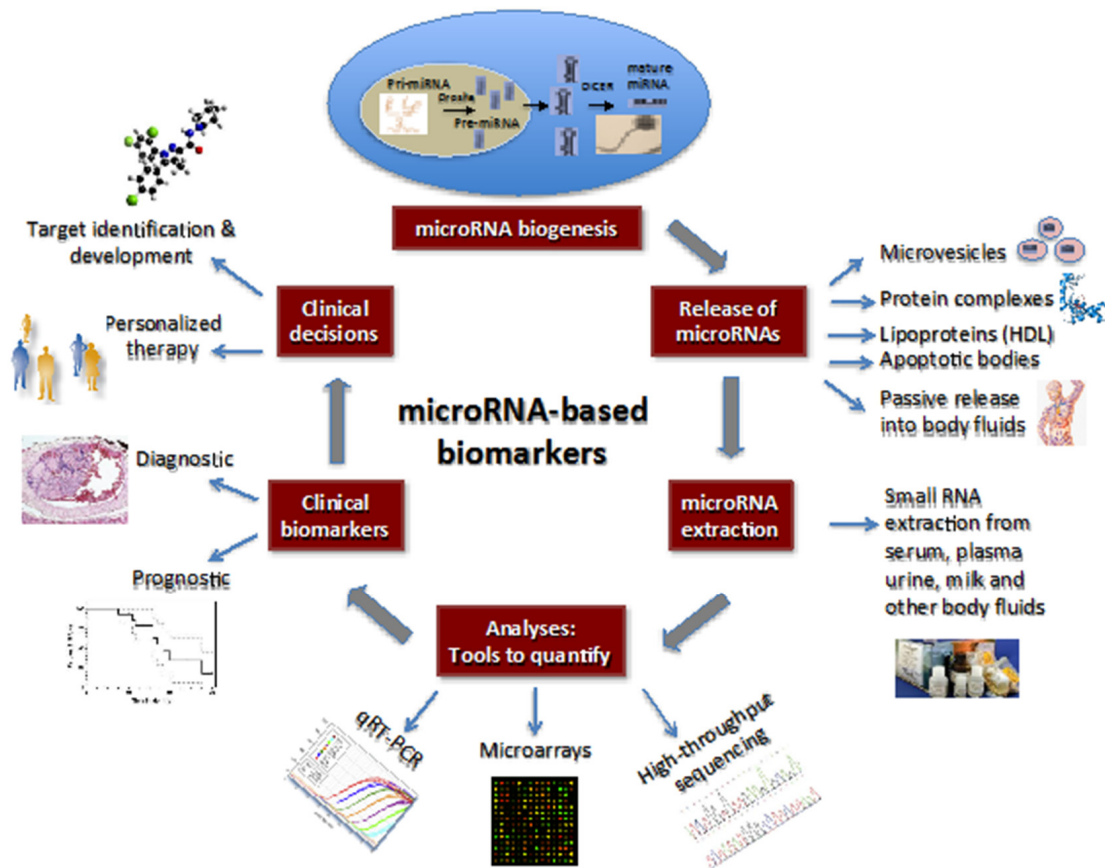 Pri-miRNA
Drosha
Pre-miRNA
DICER
mature
miRNA
microRNA biogenesis
Release of
microRNAs
Microvesicles
Protein complexes
Lipoproteins (HDL)
Apoptotic bodies
Passive release
into body fluids
microRNA
extraction
Small RNA
extraction from
serum, plasma
urine, milk and
other body fluids
Analyses:
Tools to quantify
qRT-PCR
Microarrays
High-throughput
sequencing
Clinical
biomarkers
Diagnostic
Prognostic
Clinical
decisions
Target identification &
development
Personalized
therapy
microRNA-based
biomarkers